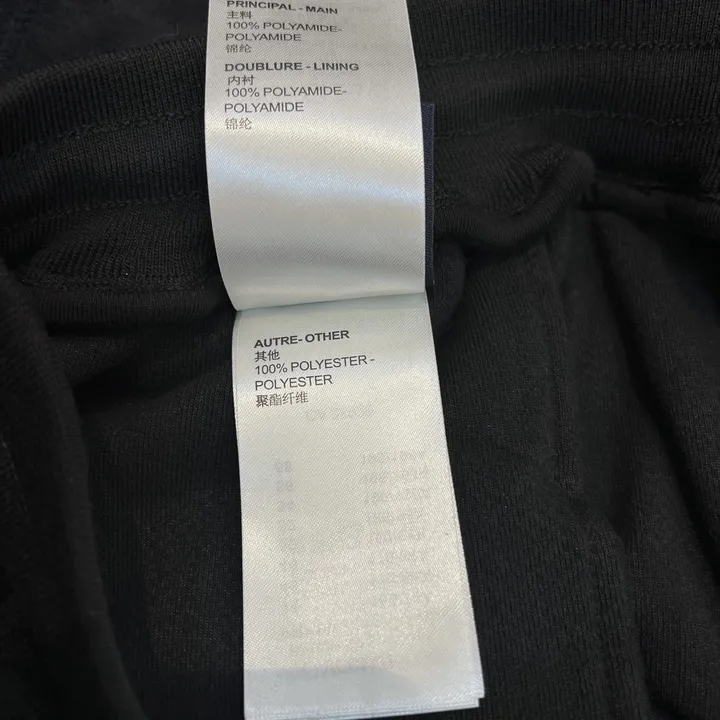 PRINCIPAL - MAIN
主料
100% POLYAMIDE-
POLYAMIDE
锦纶
DOUBLURE - LINING
内衬
100% POLYAMIDE-
POLYAMIDE
锦纶
AUTRE- OTHER
其他
100% POLYESTER -
POLYESTER
聚酯纤维